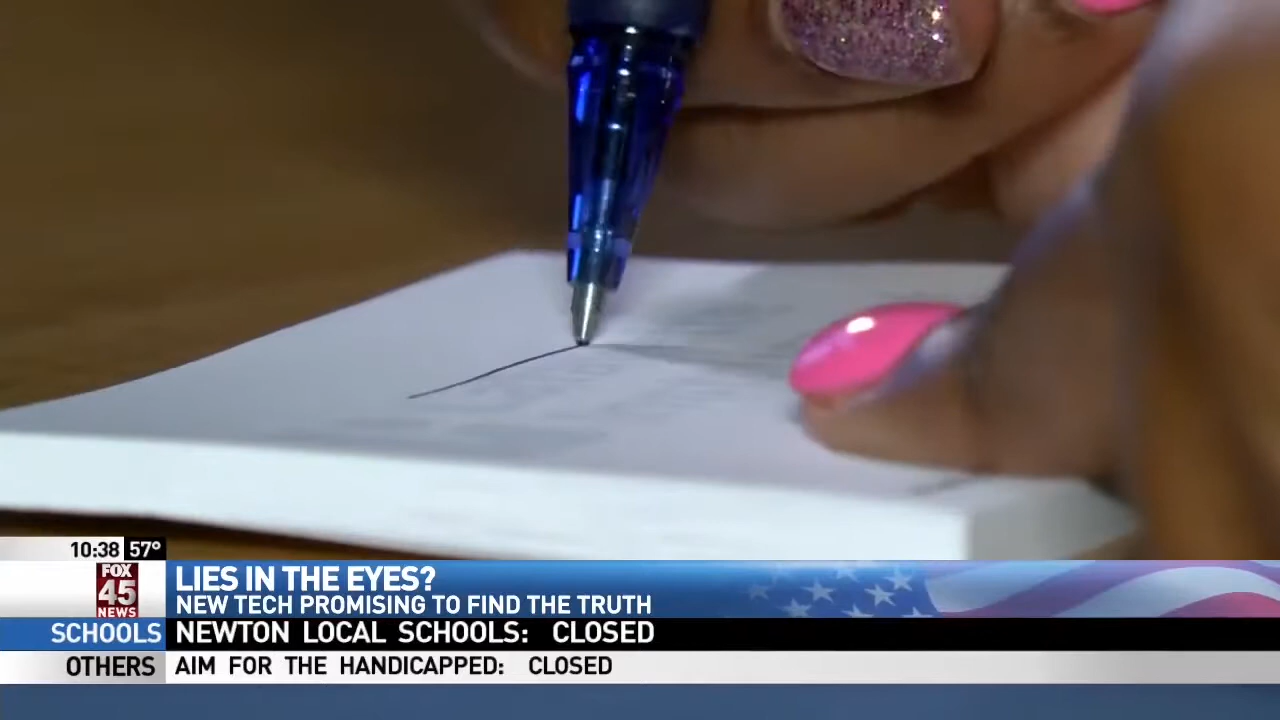 10:38 57°
FOX
45
NEWS
LIES IN THE EYES?
NEW TECH PROMISING TO FIND THE TRUTH
SCHOOLS NEWTON LOCAL SCHOOLS: CLOSED
OTHERS AIM FOR THE HANDICAPPED: CLOSED